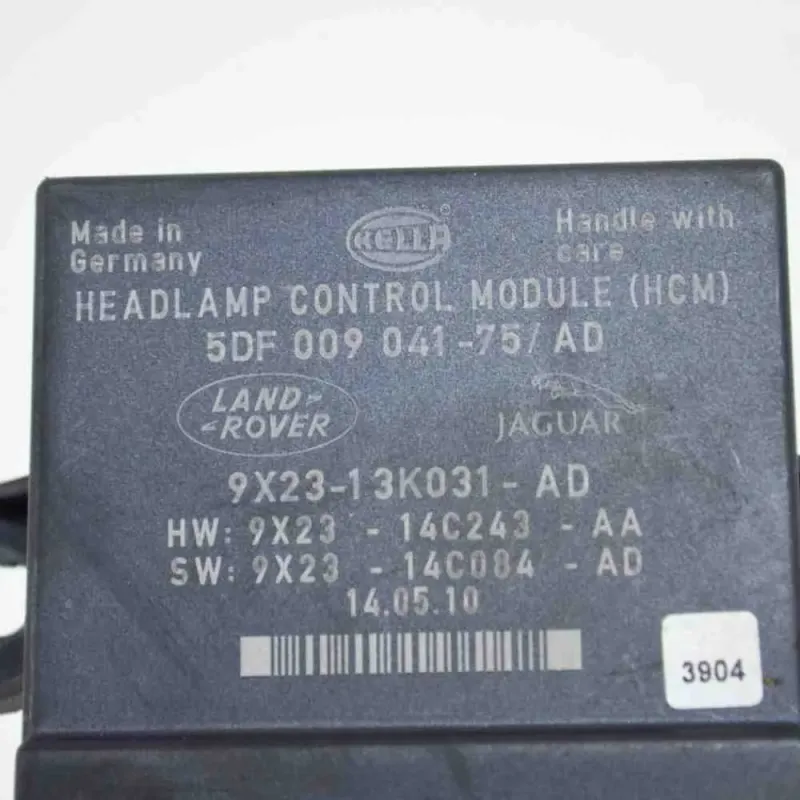 Made in
Germany
HELLA®
Handle with
care
HEADLAMP CONTROL MODULE (HCM)
5DF 009 041-75/ AD
LAND-
-ROVER
JAGUAR
9X23-13K031- AD
HW: 9X23 - 14C243 - AA
SW: 9X23 - 14C084 - AD
14.05.10
3904